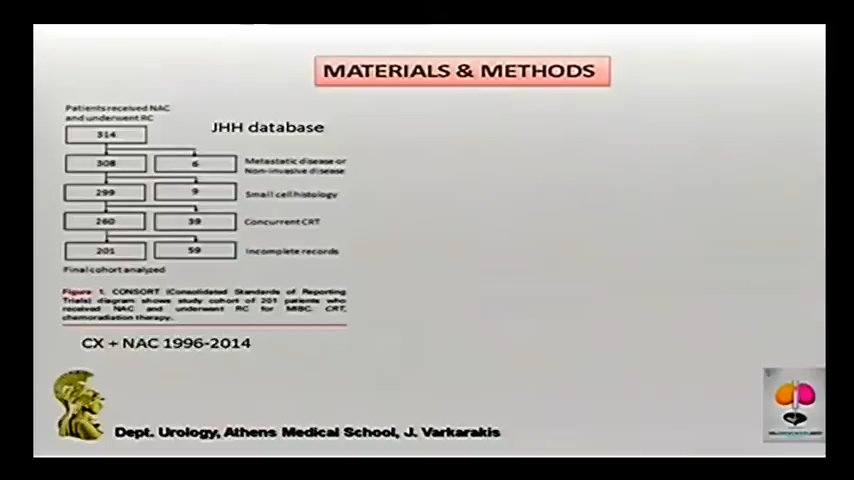 MATERIALS & METHODS
Patients received NAC
and underwent RC
JHH database
314
308
6
Metastatic disease or
Non-invasive disease
299
9
Small cell histology
260
39
Concurrent CRT
201
59
Incomplete records
Final cohort analyzed
Figure 1. CONSORT (Consolidated Standards of Reporting
Trials) diagram shows study cohort of 201 patients who
received NAC and underwent RC for MIBC. CRT,
chemoradiation therapy.
CX + NAC 1996-2014
Dept. Urology, Athens Medical School, J. Varkarakis